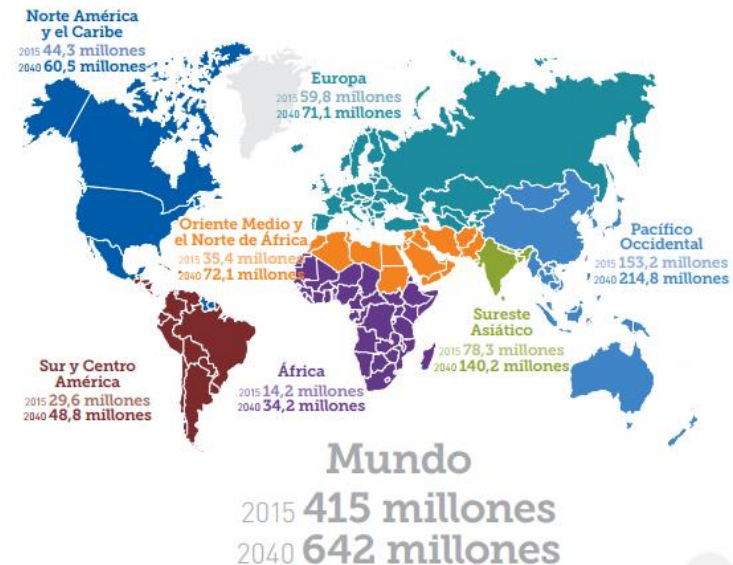 Norte América
y el Caribe
2015 44,3 millones
2040 60,5 millones
Europa
2015 59,8 millones
2040 71,1 millones
Oriente Medio y
el Norte de África
2015 35,4 millones
2040 72,1 millones
Pacífico
Occidental
2015 153,2 millones
2040 214,8 millones
Sureste
Asiático
2015 78,3 millones
2040 140,2 millones
Sur y Centro
América
2015 29,6 millones
2040 48,8 millones
África
2015 14,2 millones
2040 34,2 millones
Mundo
2015 415 millones
2040 642 millones